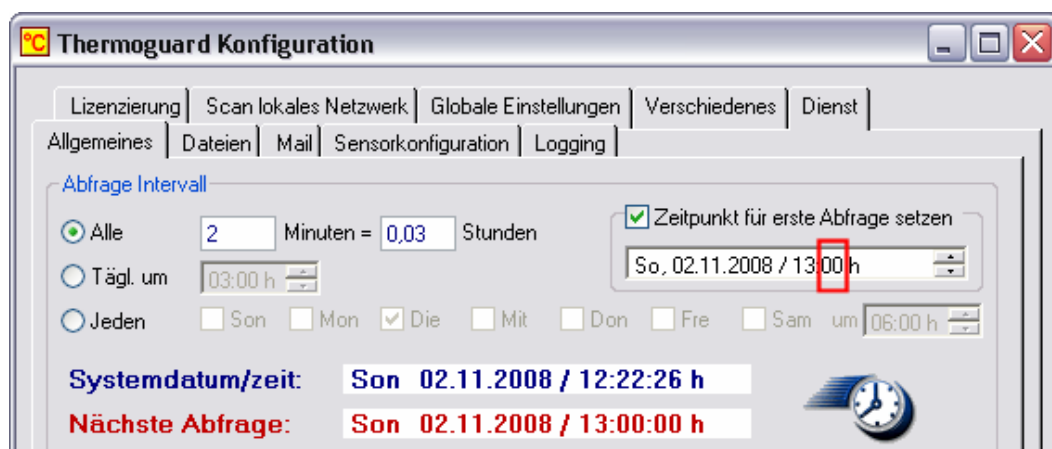 °C Thermoguard Konfiguration
Lizenzierung Scan lokales Netzwerk Globale Einstellungen Verschiedenes Dienst
Allgemeines Dateien Mail Sensorkonfiguration Logging
Abfrage Intervall
Zeitpunkt für erste Abfrage setzen
Alle 2 Minuten = 0,03 Stunden
So, 02.11.2008 / 13:00 h
Tägl. um 03:00 h
Jeden Son Mon Die Mit Don Fre Sam um 06:00 h
Systemdatum/zeit: Son 02.11.2008 / 12:22:26 h
Nächste Abfrage: Son 02.11.2008 / 13:00:00 h